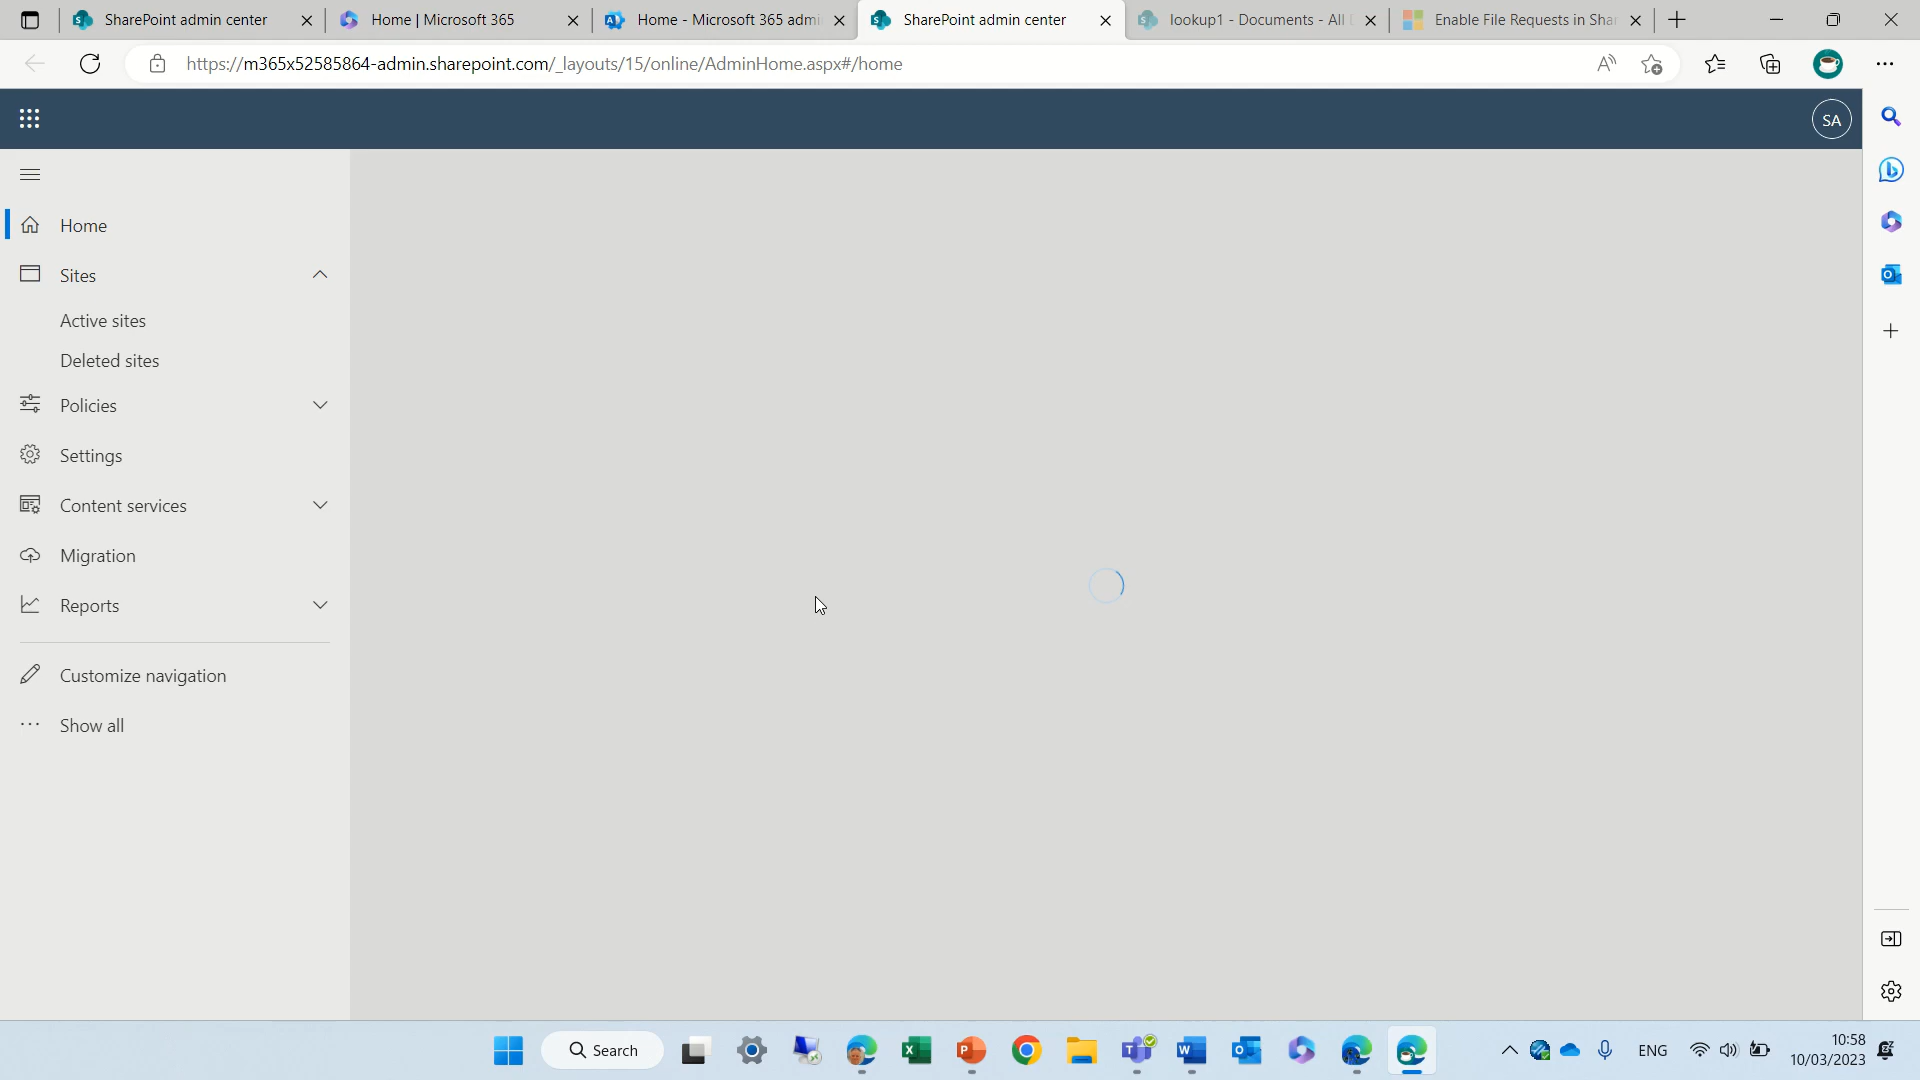 SharePoint admin center
Home | Microsoft 365
Home - Microsoft 365 admi
SharePoint admin center
lookup1 - Documents - All D
Enable File Requests in Shar
https://m365x52585864-admin.sharepoint.com/_layouts/15/online/AdminHome.aspx#/home
SA
Home
Sites
Active sites
Deleted sites
Policies
Settings
Content services
Migration
Reports
Customize navigation
Show all
Search
ENG
10:58
10/03/2023